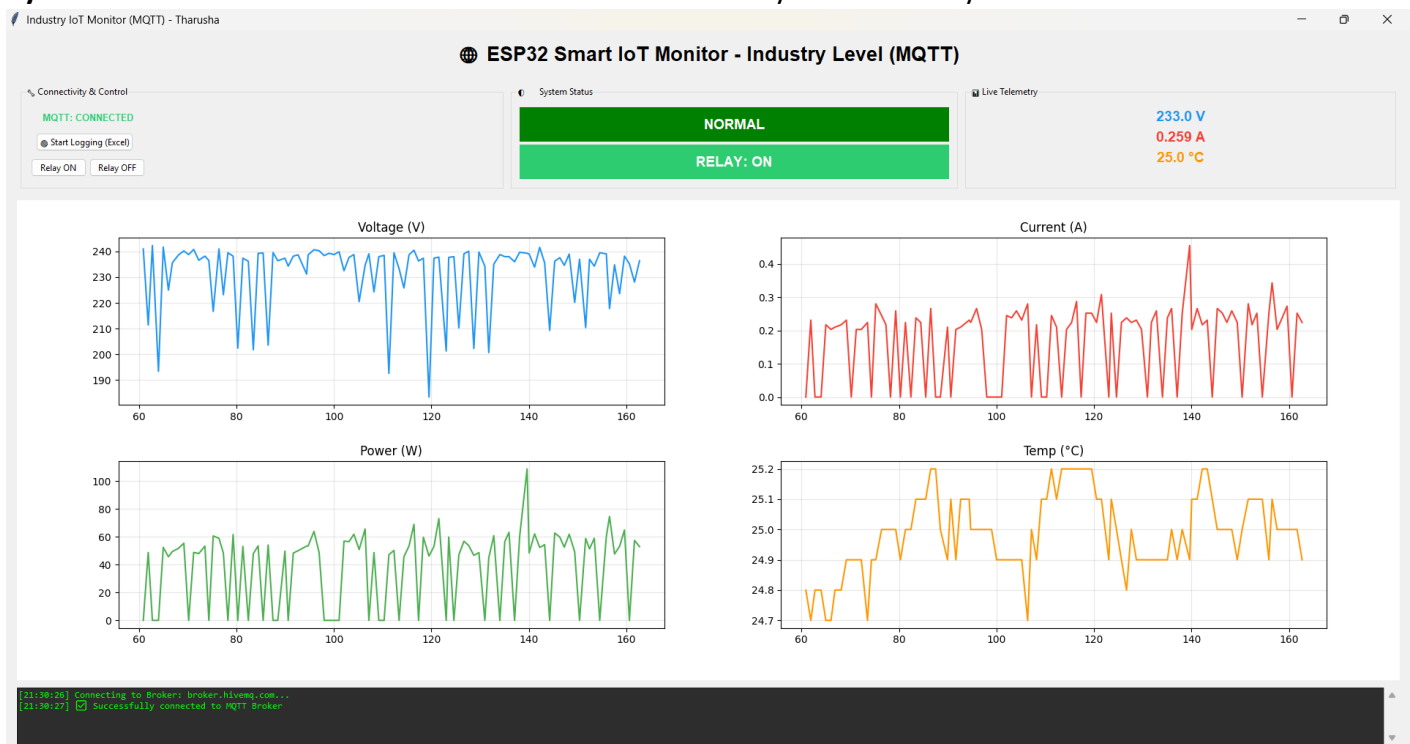 Industry IoT Monitor (MQTT) - Tharusha
ESP32 Smart IoT Monitor - Industry Level (MQTT)
Connectivity & Control
MQTT: CONNECTED
Start Logging (Excel)
Relay ON Relay OFF
System Status
NORMAL
RELAY: ON
Live Telemetry
233.0 V
0.259 A
25.0 °C
Voltage (V)
240
230
220
210
200
190
60 80 100 120 140 160
Current (A)
0.4
0.3
0.2
0.1
0.0
60 80 100 120 140 160
Power (W)
100
80
60
40
20
0
60 80 100 120 140 160
Temp (°C)
25.2
25.1
25.0
24.9
24.8
24.7
60 80 100 120 140 160
[21:30:26] Connecting to Broker: broker.hivemq.com...
[21:30:27] ☑ Successfully connected to MQTT Broker